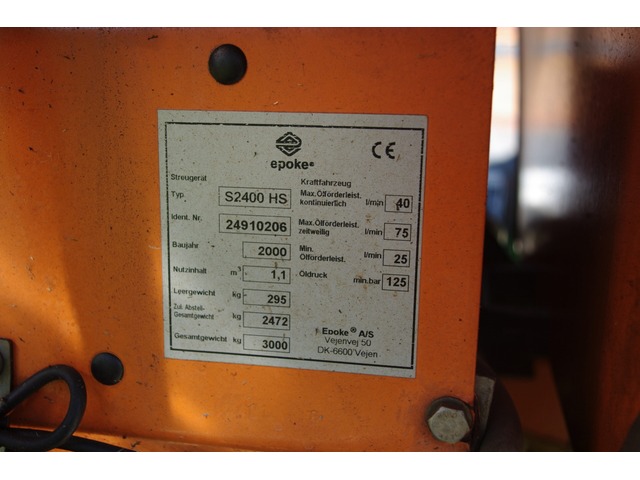 epoke®
CE
Streugerät
Typ. S2400 HS
Ident. Nr. 24910206
Baujahr 2000
Nutzinhalt m³ 1,1
Leergewicht kg 295
Zul. Abstell-
Gesamtgewicht kg 2472
Gesamtgewicht kg 3000
Kraftfahrzeug
Max.Ölförderleist.
kontinuierlich l/min 40
Max.Ölförderleist.
zeitweilig l/min 75
Min.
Ölförderleist. l/min 25
Öldruck min.bar 125
Epoke® A/S
Vejenvej 50
DK-6600 Vejen